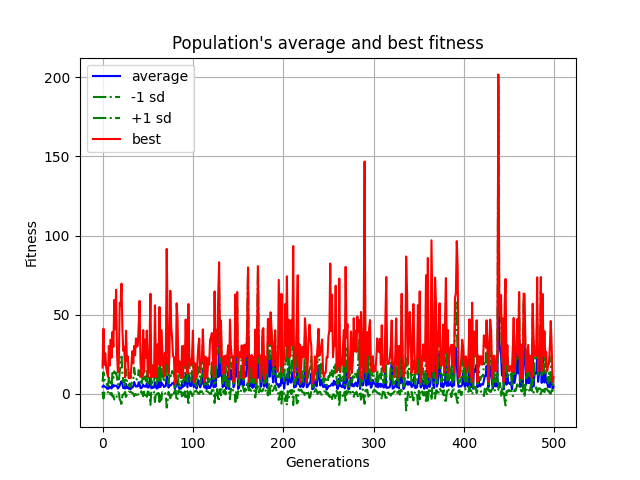 Population's average and best fitness
average
-1 sd
+1 sd
best
200
150
100
50
0
Fitness
0 100 200 300 400 500
Generations